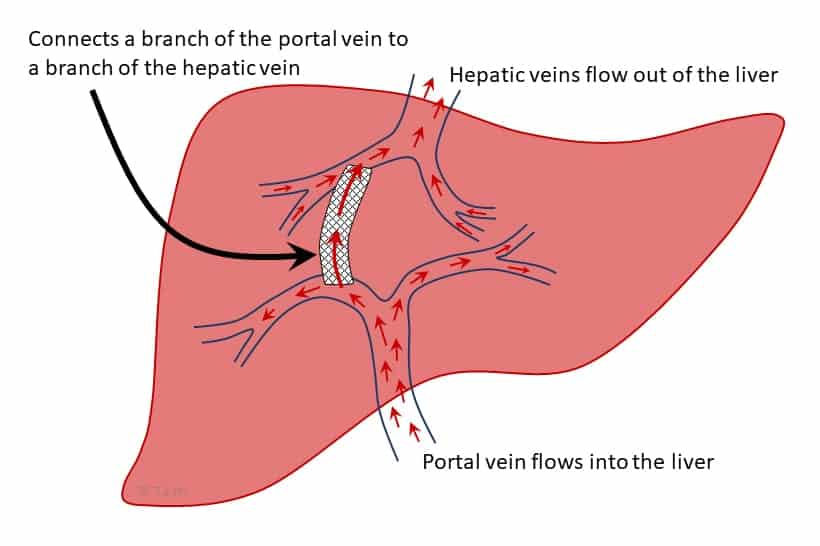 Connects a branch of the portal vein to
a branch of the hepatic vein
Hepatic veins flow out of the liver
Portal vein flows into the liver